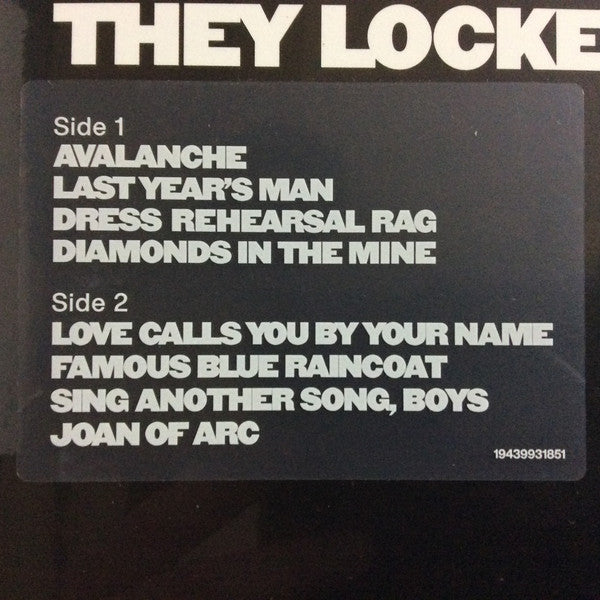 THEY LOCKE
Side 1
AVALANCHE
LAST YEAR'S MAN
DRESS REHEARSAL RAG
DIAMONDS IN THE MINE
Side 2
LOVE CALLS YOU BY YOUR NAME
FAMOUS BLUE RAINCOAT
SING ANOTHER SONG, BOYS
JOAN OF ARC
19439931851